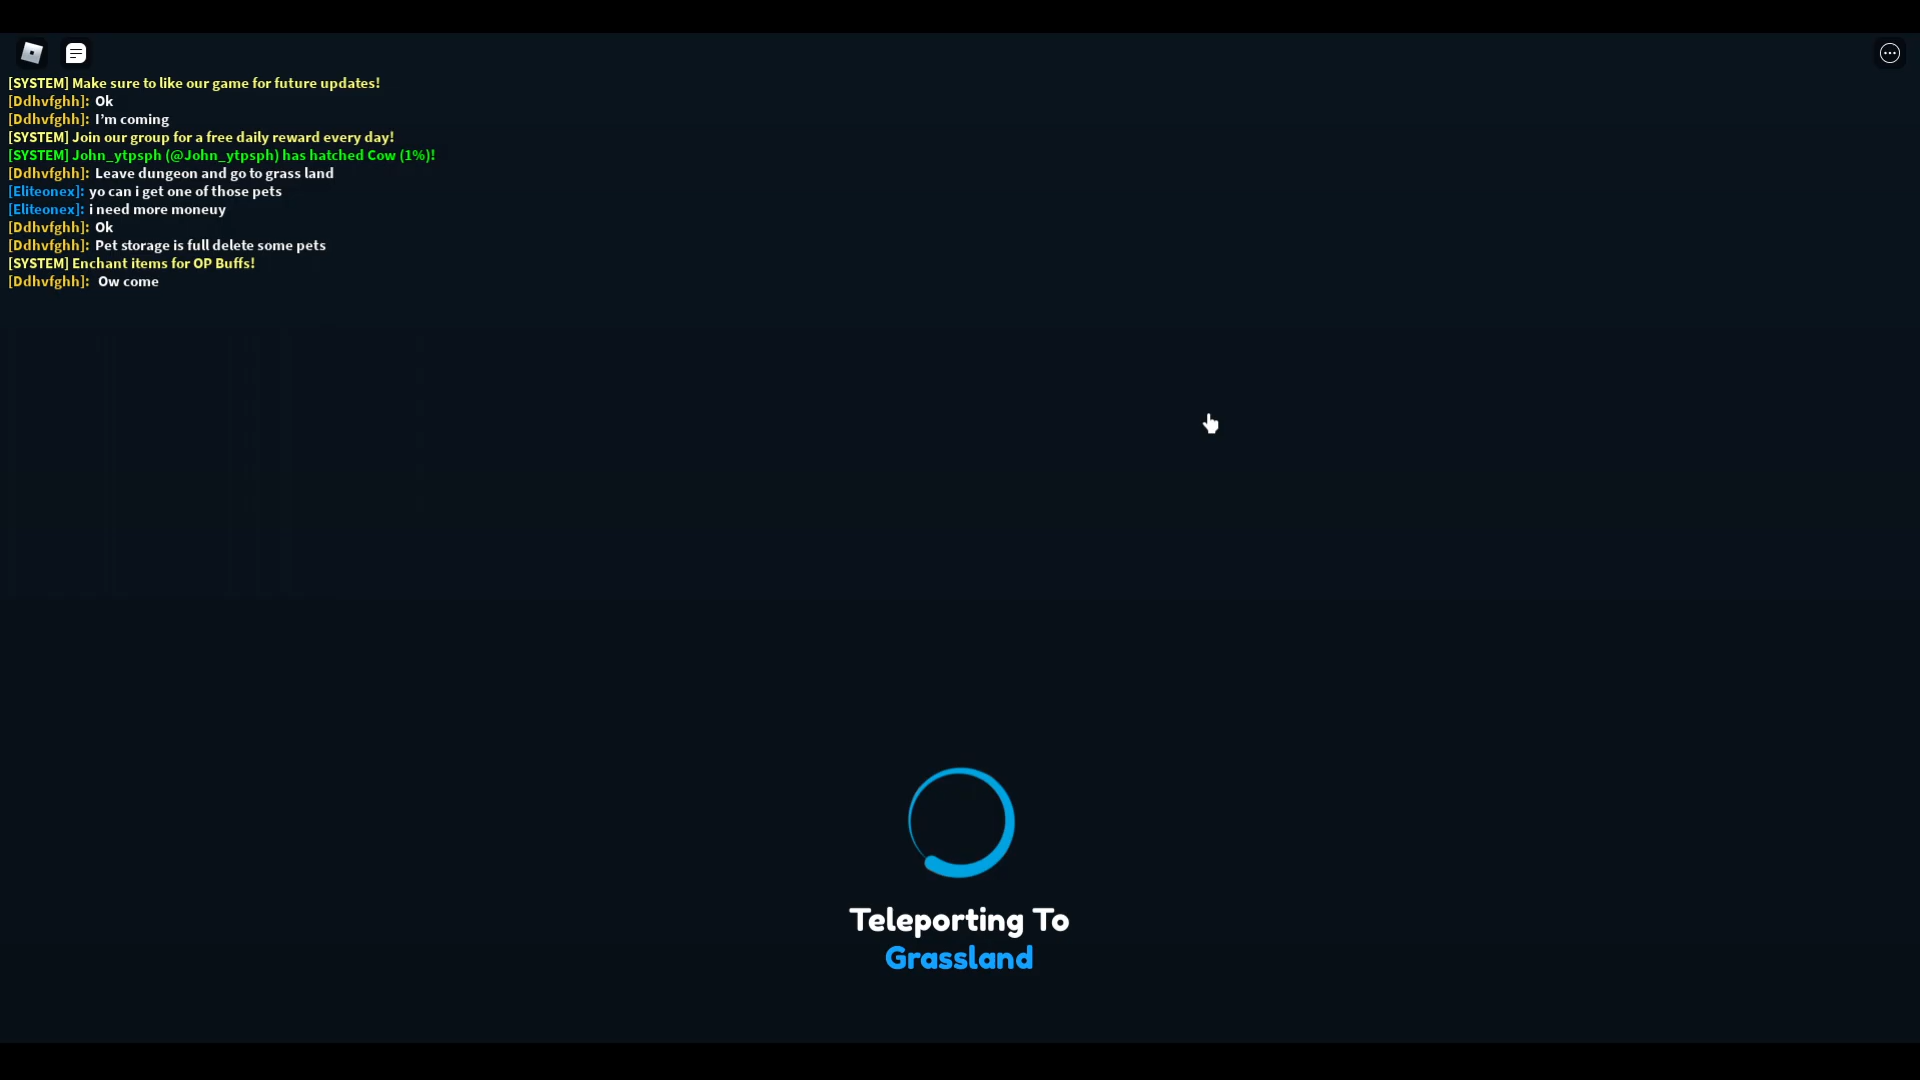 [SYSTEM] Make sure to like our game for future updates!
[Ddhvfghh]: Ok
[Ddhvfghh]: I’m coming
[SYSTEM] Join our group for a free daily reward every day!
[SYSTEM] John_ytpsph (@John_ytpsph) has hatched Cow (1%)!
[Ddhvfghh]: Leave dungeon and go to grass land
[Eliteonex]: yo can i get one of those pets
[Eliteonex]: i need more moneuy
[Ddhvfghh]: Ok
[Ddhvfghh]: Pet storage is full delete some pets
[SYSTEM] Enchant items for OP Buffs!
[Ddhvfghh]: Ow come
Teleporting To
Grassland